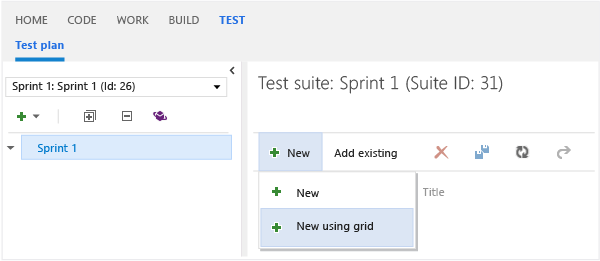 HOME CODE WORK BUILD TEST
Test plan
Sprint 1: Sprint 1 (Id: 26)
Test suite: Sprint 1 (Suite ID: 31)
Sprint 1
New Add existing
New
Title
New using grid